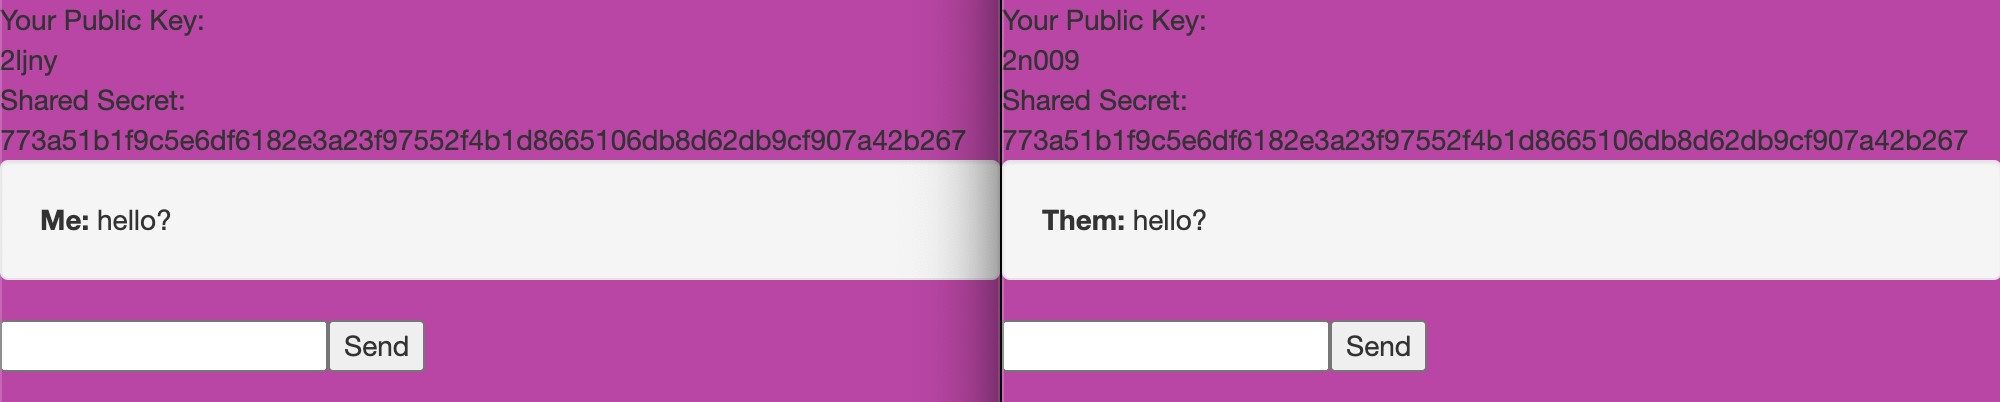 Your Public Key:
2ljny
Shared Secret:
773a51b1f9c5e6df6182e3a23f97552f4b1d8665106db8d62db9cf907a42b267
Me: hello?
Send
Your Public Key:
2n009
Shared Secret:
773a51b1f9c5e6df6182e3a23f97552f4b1d8665106db8d62db9cf907a42b267
Them: hello?
Send